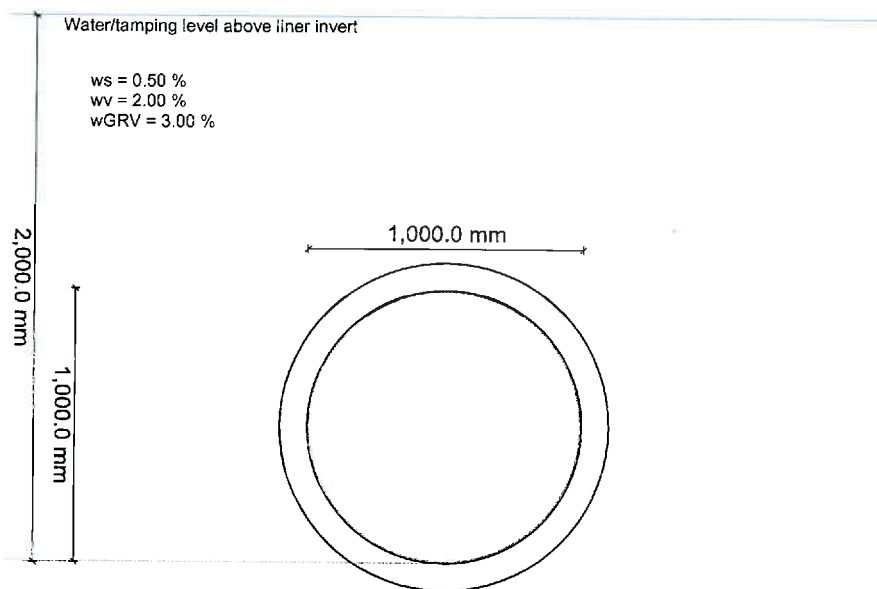 Water/tamping level above liner invert
ws = 0.50 %
wv = 2.00 %
wGRV = 3.00 %
1,000.0 mm
2,000.0 mm
1,000.0 mm